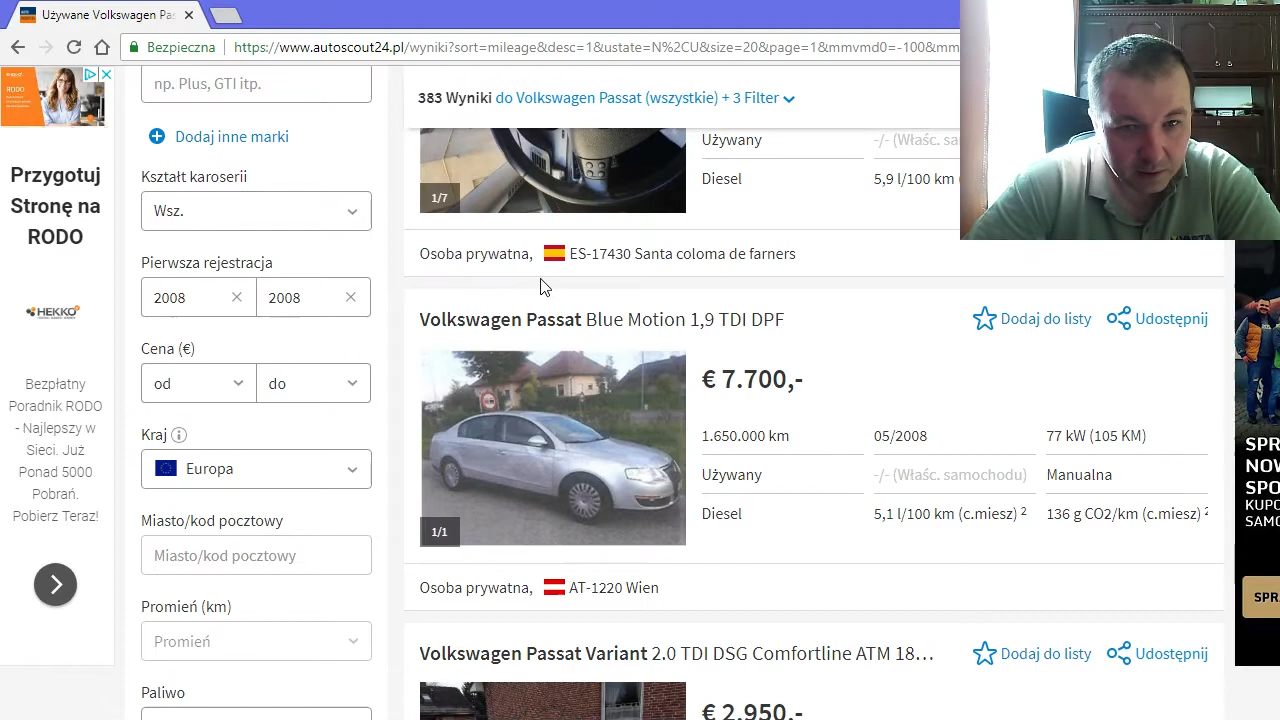 Używane Volkswagen Pas
Bezpieczna
https://www.autoscout24.pl/wyniki?sort=mileage&desc=1&ustate=N%2CU&size=20&page=1&mmvmd0=-100&mm
RODO
Przygotuj
Stronę na
RODO
HEKKO
Bezpłatny
Poradnik RODO
- Najlepszy w
Sieci. Już
Ponad 5000
Pobrań.
Pobierz Teraz!
np. Plus, GTI itp.
Dodaj inne marki
Kształt karoserii
Wsz.
Pierwsza rejestracja
2008
2008
Cena (€)
od
do
Kraj
Europa
Miasto/kod pocztowy
Miasto/kod pocztowy
Promień (km)
Promień
Paliwo
383 Wyniki do Volkswagen Passat (wszystkie) + 3 Filter
1/7
Używany
-/- (Właśc. sa
Diesel
5,9 l/100 km
Osoba prywatna, ES-17430 Santa coloma de farners
Volkswagen Passat Blue Motion 1,9 TDI DPF
Dodaj do listy
Udostępnij
1/1
€ 7.700,-
1.650.000 km
05/2008
77 kW (105 KM)
Używany
-/- (Właśc. samochodu)
Manualna
Diesel
5,1 l/100 km (c.miesz) 2
136 g CO2/km (c.miesz) 2
Osoba prywatna, AT-1220 Wien
Volkswagen Passat Variant 2.0 TDI DSG Comfortline ATM 18...
Dodaj do listy
Udostępnij
€ 2.950,-
VARTA
SPR
NOW
SPO
KUPO
SAMO
SPR